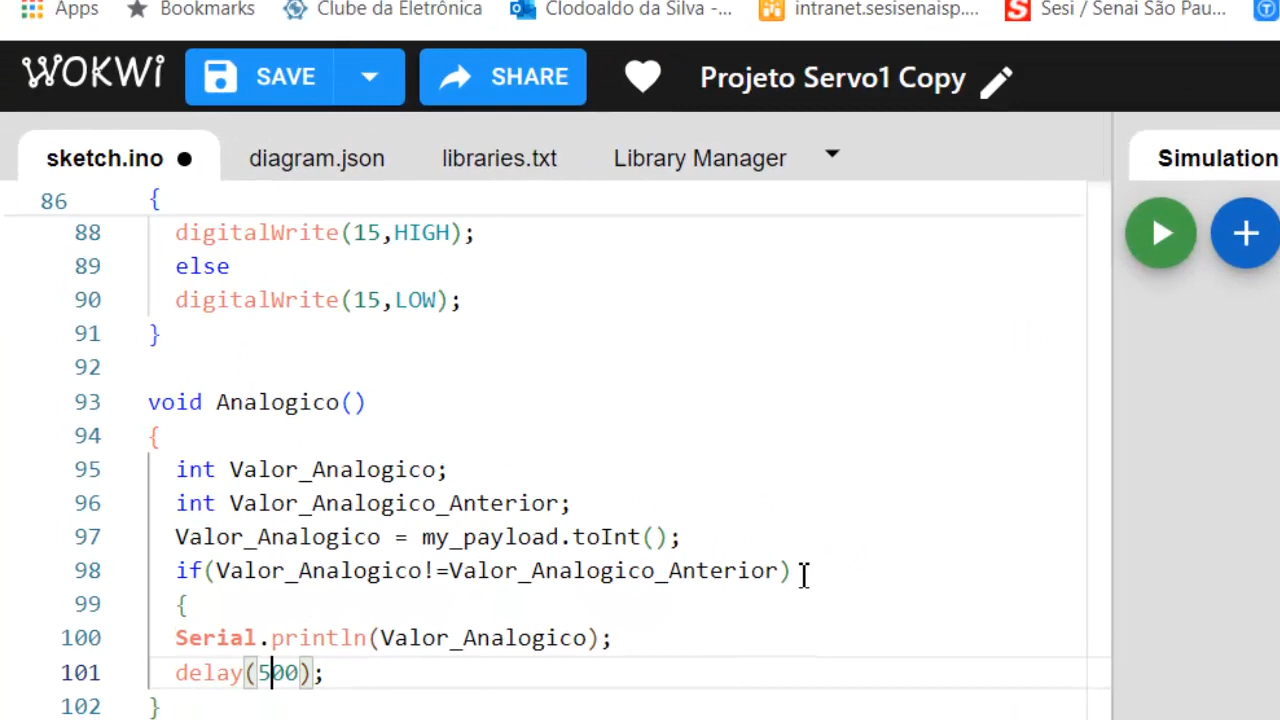 Apps Bookmarks Clube da Eletrônica Clodoaldo da Silva -... intranet.sesisenaisp.... Sesi / Senai São Pau...
WOKWi SAVE SHARE Projeto Servo1 Copy
sketch.ino diagram.json libraries.txt Library Manager Simulation
86 {
88 digitalWrite(15,HIGH);
89 else
90 digitalWrite(15,LOW);
91 }
92
93 void Analogico()
94 {
95 int Valor_Analogico;
96 int Valor_Analogico_Anterior;
97 Valor_Analogico = my_payload.toInt();
98 if(Valor_Analogico!=Valor_Analogico_Anterior)
99 {
100 Serial.println(Valor_Analogico);
101 delay(500);
102 }